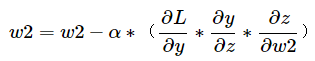 w2 = w2 − α ∗ （∂L/∂y ∗ ∂y/∂z ∗ ∂z/∂w2）